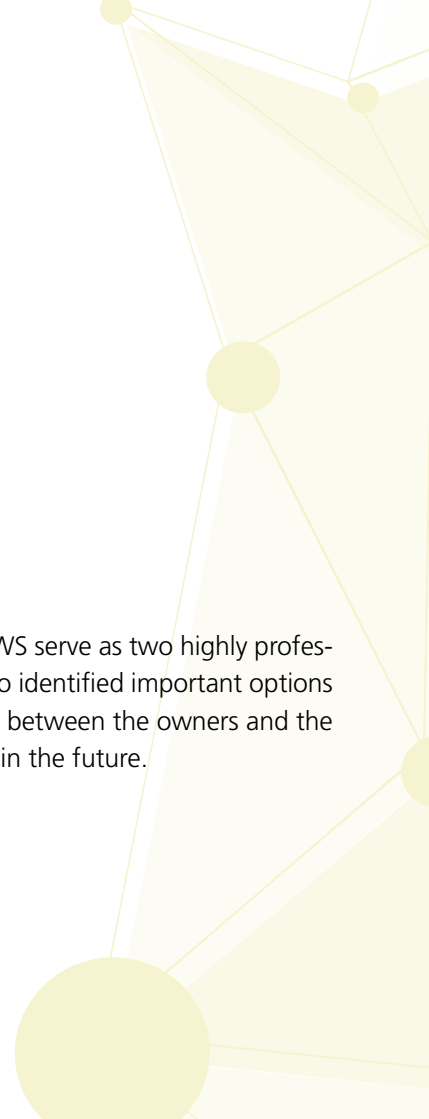 WS serve as two highly profes-
o identified important options
between the owners and the
in the future.